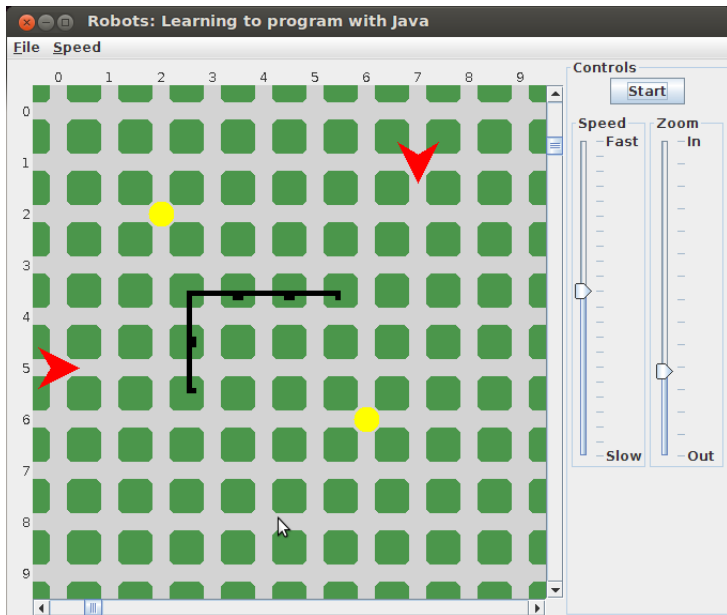 Robots: Learning to program with Java
File Speed
0 1 2 3 4 5 6 7 8 9
0
1
2
3
4
5
6
7
8
9
Controls
Start
Speed
Fast
Slow
Zoom
In
Out